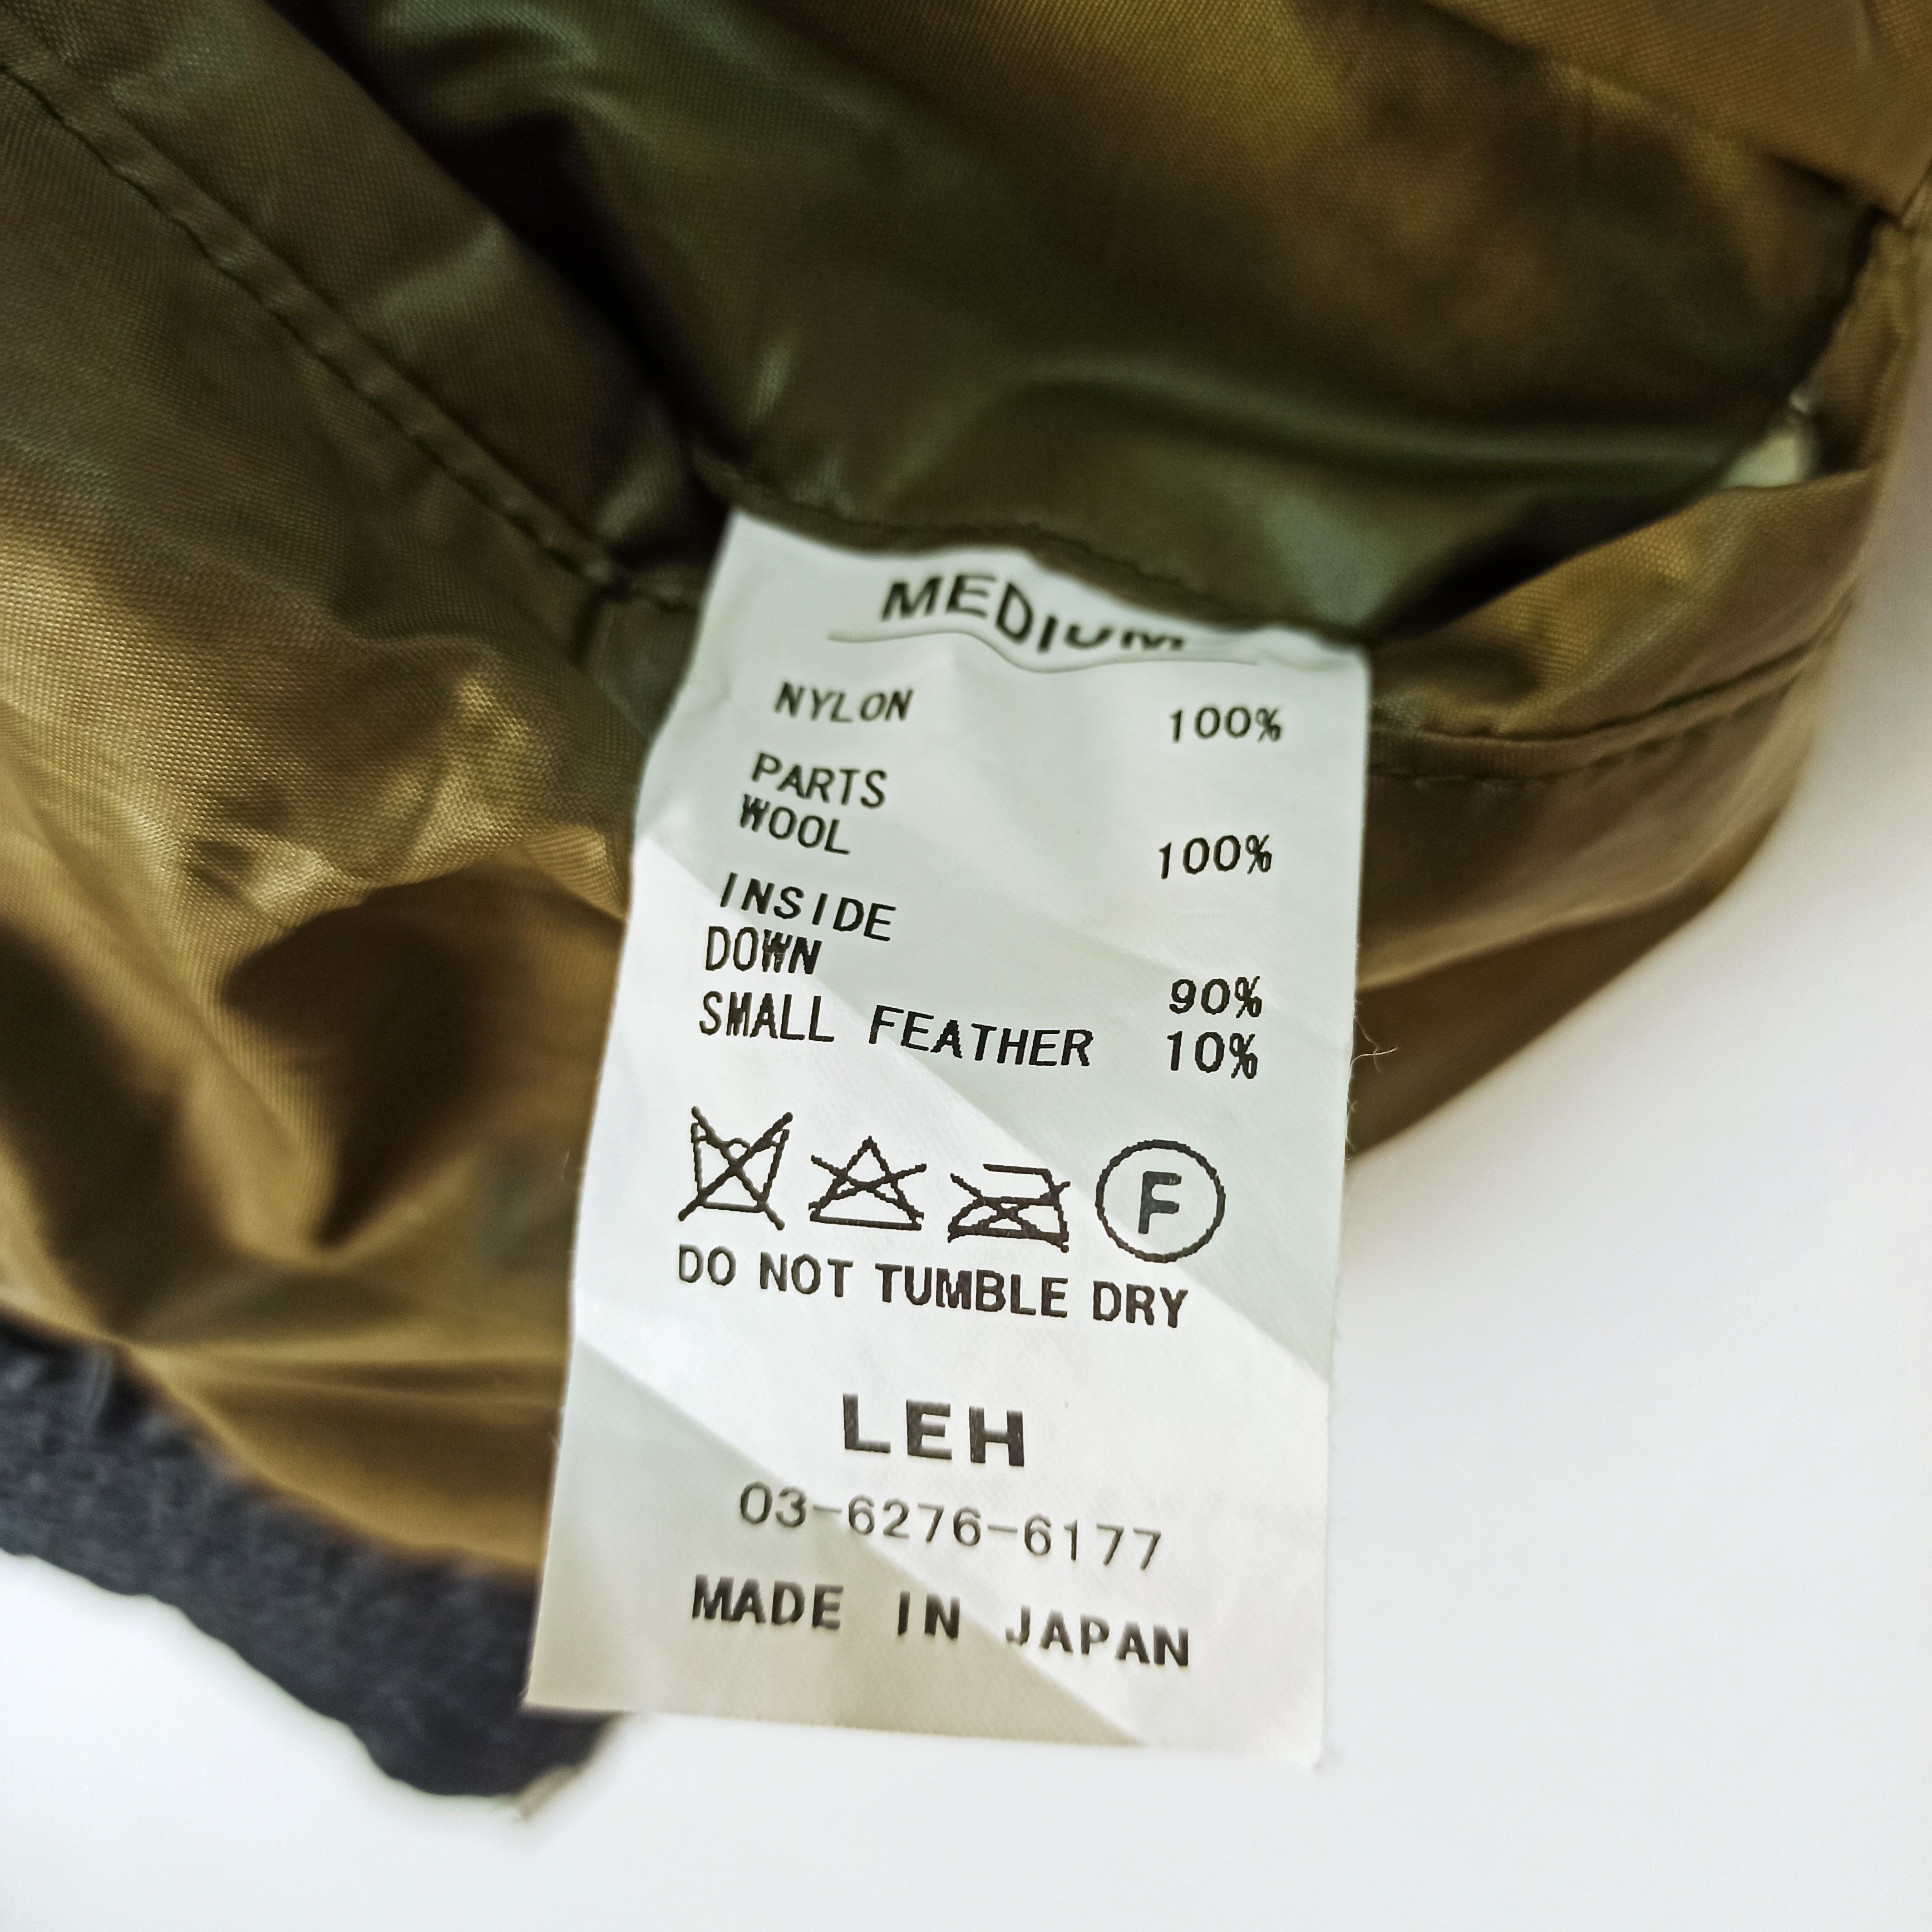 MEDIUM
NYLON 100%
PARTS
WOOL 100%
INSIDE
DOWN 90%
SMALL FEATHER 10%
F
DO NOT TUMBLE DRY
LEH
03-6276-6177
MADE IN JAPAN